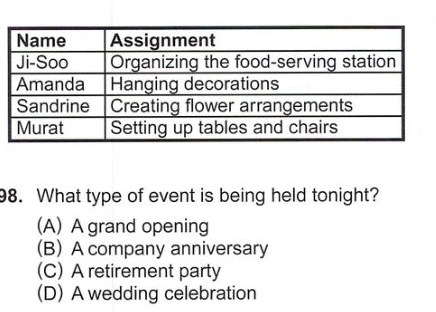 Name Assignment
Ji-Soo Organizing the food-serving station
Amanda Hanging decorations
Sandrine Creating flower arrangements
Murat Setting up tables and chairs
98. What type of event is being held tonight?
(A) A grand opening
(B) A company anniversary
(C) A retirement party
(D) A wedding celebration